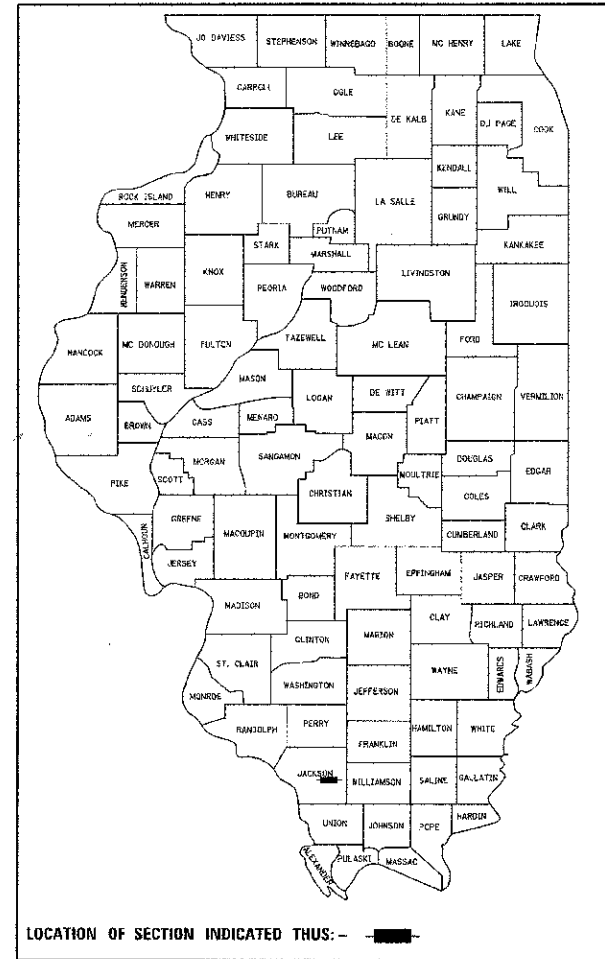 JO DAVIESS STEPHENSON WINNEBAGO BOONE MC HENRY LAKE
CARROLL OGLE DE KALB KANE DU PAGE COOK
WHITESIDE LEE KENDALL WILL
ROCK ISLAND HENRY BUREAU LA SALLE GRUNDY
MERCER PUTNAM KANKAKEE
STARK MARSHALL
HENDERSON WARREN KNOX PEORIA WOODFORD LIVINGSTON IROQUOIS
HANCOCK MC DONOUGH FULTON TAZEWELL MC LEAN FORD
SCHUYLER MASON LOGAN DE WITT CHAMPAIGN VERMILION
ADAMS BROWN CASS MENARD MACON PIATT
PIKE SCOTT MORGAN SANGAMON MOULTRIE DOUGLAS EDGAR
CHRISTIAN COLES
CALHOUN GREENE MACOUPIN MONTGOMERY SHELBY CUMBERLAND CLARK
JERSEY FAYETTE EFFINGHAM JASPER CRAWFORD
MADISON BOND CLAY RICHLAND LAWRENCE
CLINTON MARION
ST. CLAIR WAYNE EDWARDS WABASH
MONROE WASHINGTON JEFFERSON
RANDOLPH PERRY HAMILTON WHITE
FRANKLIN
JACKSON WILLIAMSON SALINE GALLATIN
UNION JOHNSON POPE HARDIN
ALEXANDER PULASKI MASSAC
LOCATION OF SECTION INDICATED THUS: -